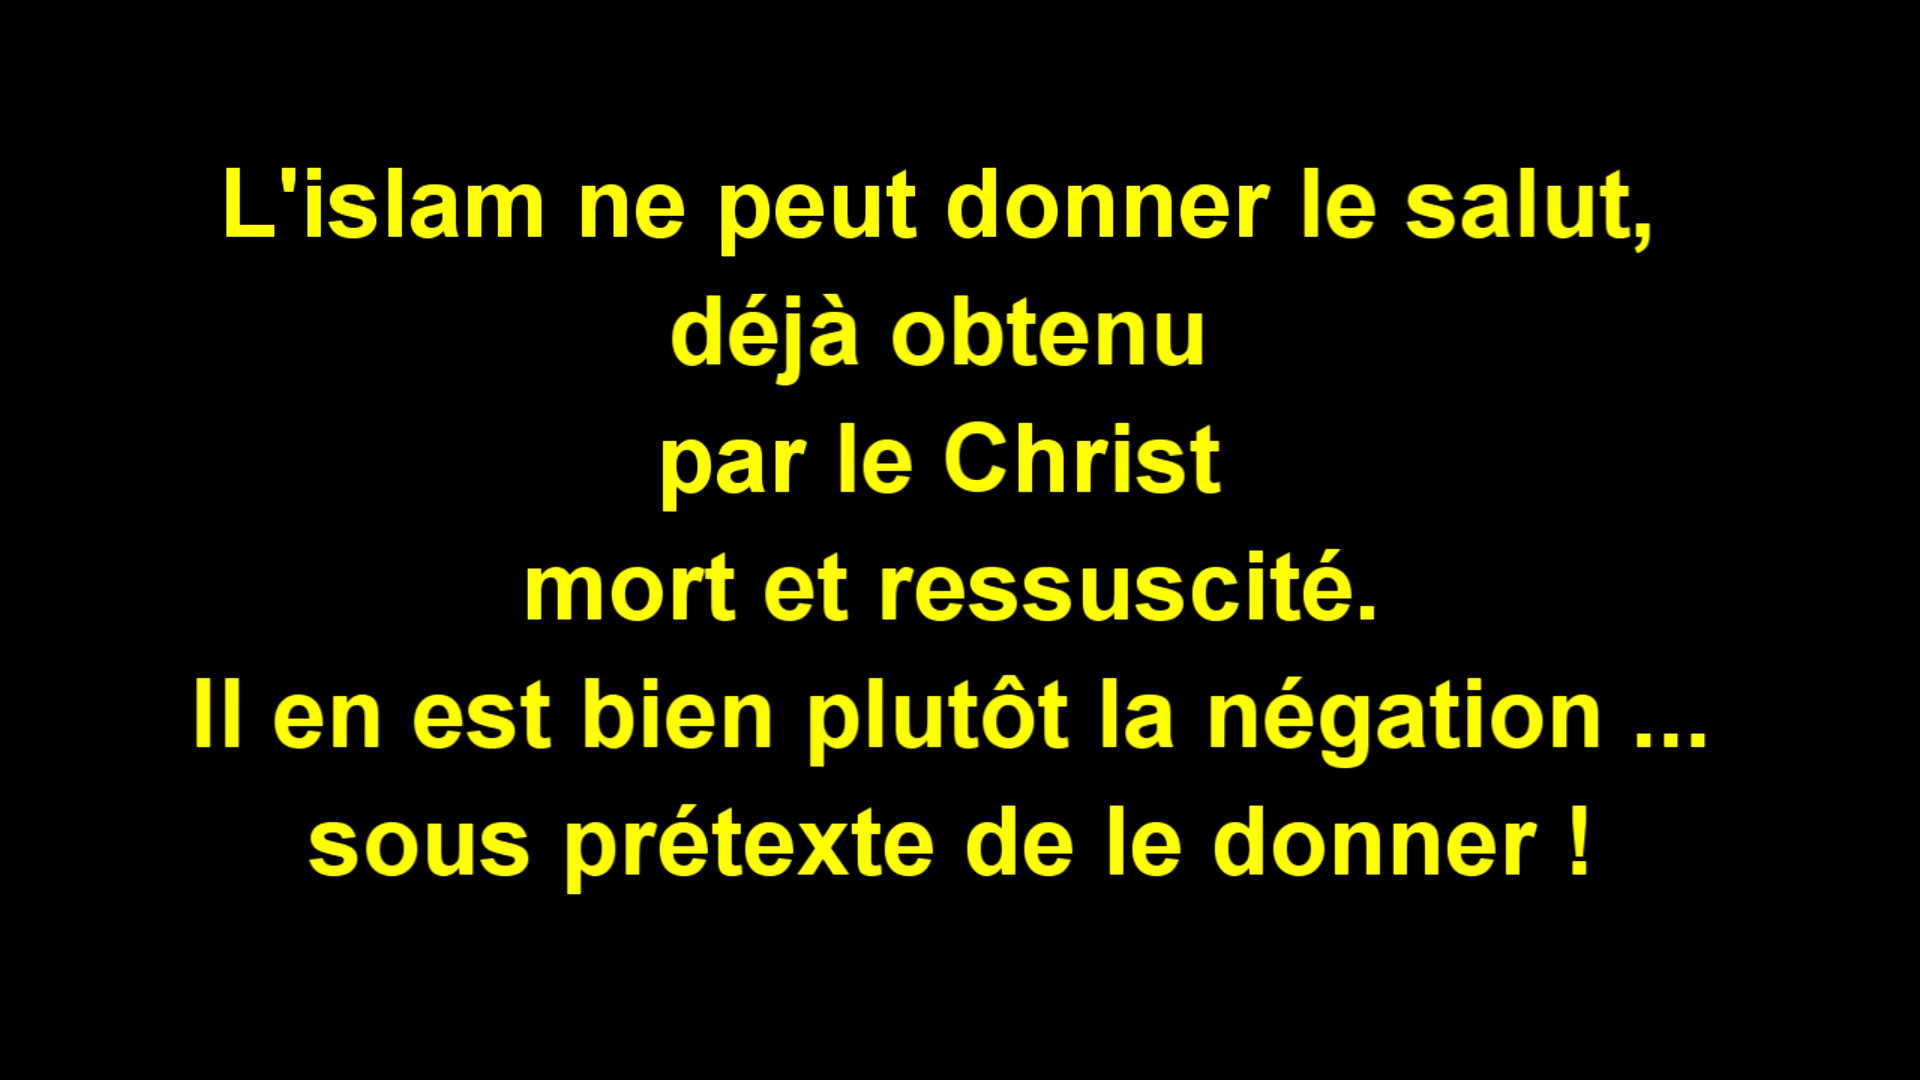 L'islam ne peut donner le salut,
déjà obtenu
par le Christ
mort et ressuscité.
Il en est bien plutôt la négation ...
sous prétexte de le donner !